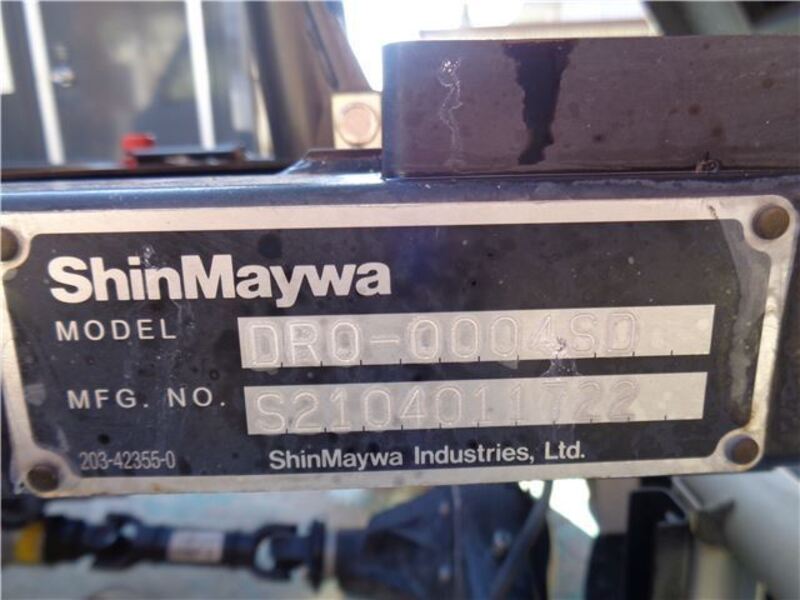 ShinMaywa
MODEL DR0-0004SD
MFG. NO. S2104011722
203-42355-0 ShinMaywa Industries, Ltd.